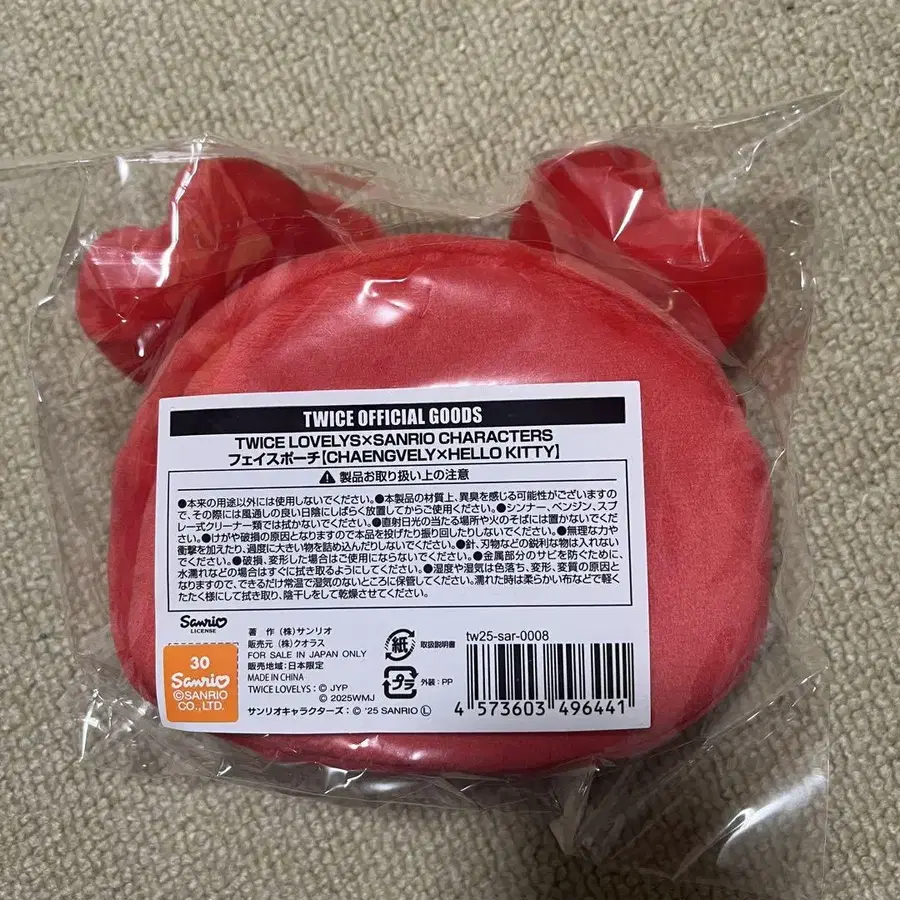 TWICE OFFICIAL GOODS
TWICE LOVELYS×SANRIO CHARACTERS
フェイスポーチ【CHAENGVELY×HELLO KITTY】
⚠ 製品お取り扱い上の注意
●本来の用途以外には使用しないでください。●本製品の材質上、異臭を感じる可能性がございますの
で、その際には風通しの良い日陰にしばらく放置してからご使用ください。●シンナー、ベンジン、スプ
レー式クリーナー類では拭かないでください。●直射日光の当たる場所や火のそばには置かないでくだ
さい。●けがや破損の原因となりますので本品を投げたり振り回したりしないでください。●無理な力や
衝撃を加えたり、過度に大きい物を詰め込んだりしないでください。●針、刃物などの鋭利な物は入れない
でください。●破損、変形した場合はご使用にならないでください。●金属部分のサビを防ぐために、
水濡れなどの場合はすぐに拭き取るようにしてください。●湿度や湿気は色落ち、変形、変質の原因と
なりますので、できるだけ常温で湿気のないところに保管してください。濡れた時は柔らかい布などで軽く
たたく様にして拭き取り、陰干しをして乾燥させてください。
Sanrio
LICENSE
30
Sanrio
©SANRIO
CO., LTD.
著 作 (株)サンリオ
販売元 (株)クオラス
FOR SALE IN JAPAN ONLY
販売地域:日本限定
MADE IN CHINA
TWICE LOVELYS:© JYP
© 2025WMJ
サンリオキャラクターズ:© '25 SANRIO Ⓛ
紙 取扱説明書
プラ 外装:PP
tw25-sar-0008
4 573603 496441